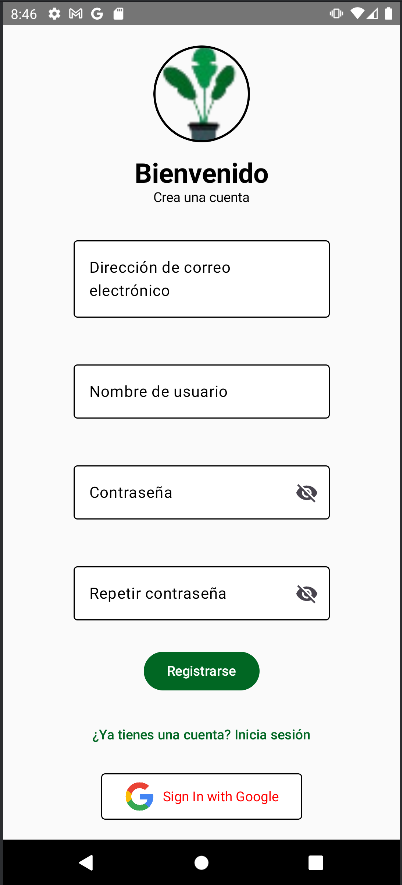 8:46
Bienvenido
Crea una cuenta
Dirección de correo
electrónico
Nombre de usuario
Contraseña
Repetir contraseña
Registrarse
¿Ya tienes una cuenta? Inicia sesión
Sign In with Google